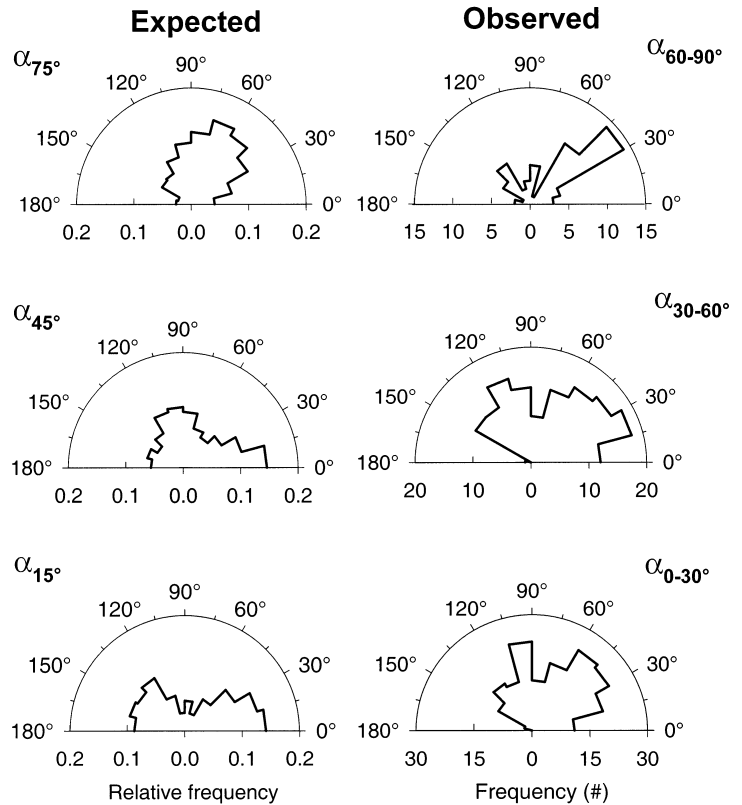 Expected Observed
α75° α60-90°
90° 90°
120° 60° 120° 60°
150° 30° 150° 30°
180° 0° 180° 0°
0.2 0.1 0.0 0.1 0.2 15 10 5 0 5 10 15
α45° α30-60°
90° 90°
120° 60° 120° 60°
150° 30° 150° 30°
180° 0° 180° 0°
0.2 0.1 0.0 0.1 0.2 20 10 0 10 20
α15° α0-30°
90° 90°
120° 60° 120° 60°
150° 30° 150° 30°
180° 0° 180° 0°
0.2 0.1 0.0 0.1 0.2 30 15 0 15 30
Relative frequency Frequency (#)